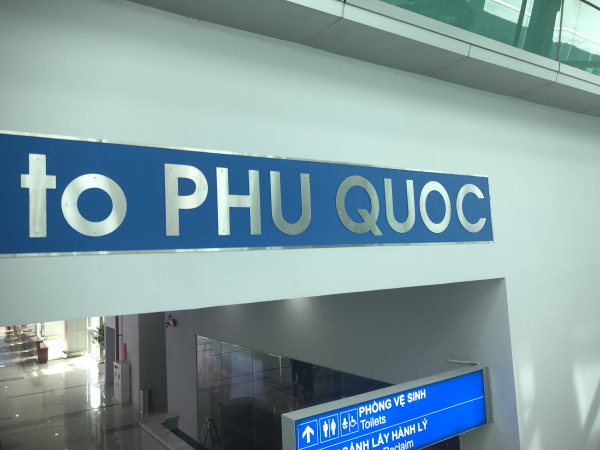 to PHU QUOC
PHÒNG VỆ SINH
Toilets
LẤY HÀNH LÝ